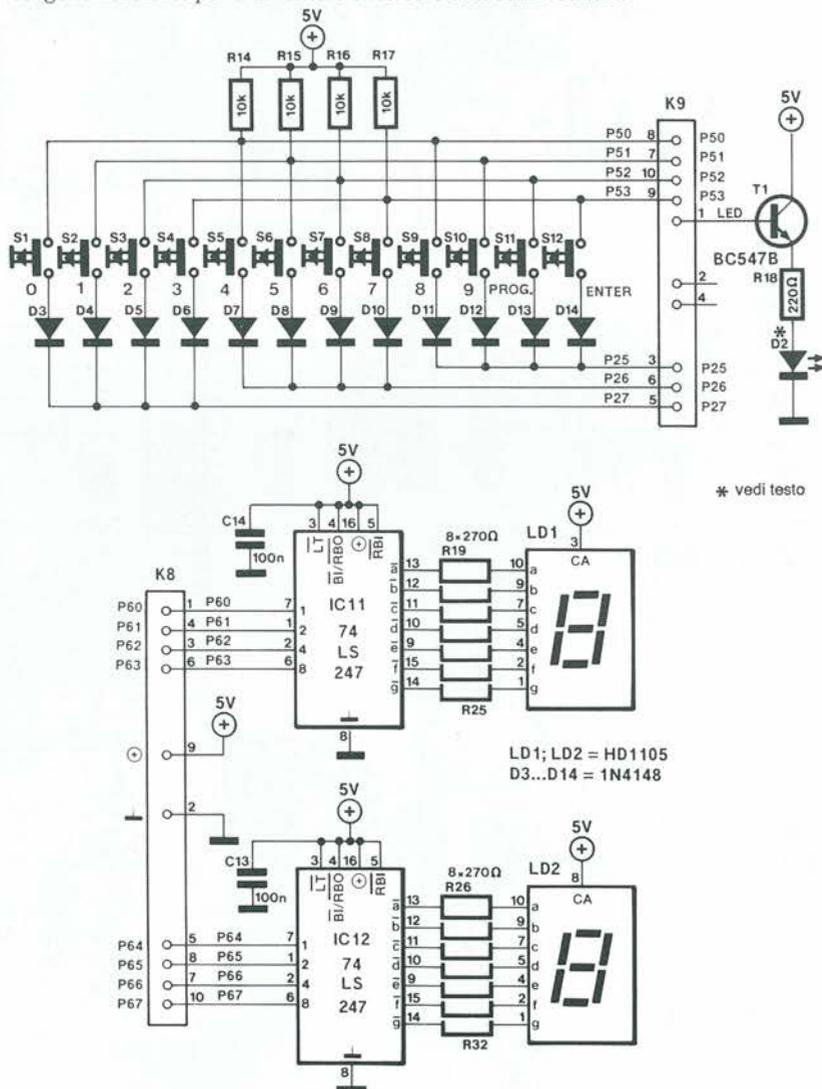 5V
R14 R15 R16 R17
10k 10k 10k 10k
K9
5V
P50 8 P50
P51 7 P51
P52 10 P52
P53 9 P53
1 LED
T1
BC547B
R18
220Ω
*
D2
2
4
S1 S2 S3 S4 S5 S6 S7 S8 S9 S10 S11 S12
0 1 2 3 4 5 6 7 8 9 PROG. ENTER
D3 D4 D5 D6 D7 D8 D9 D10 D11 D12 D13 D14
P25 3 P25
P26 6 P26
P27 5 P27
* vedi testo
5V
C14
100n
3 4 16 5
LT BI/RBO RBI
K8
P60 1 P60 7 1
P61 4 P61 1 2
P62 3 P62 2 4
P63 6 P63 6 8
IC11
74
LS
247
8
8×270Ω
R19
R25
a 13 10 a
b 12 9 b
c 11 7 c
d 10 5 d
e 9 4 e
f 15 2 f
g 14 1 g
5V
LD1
3
CA
5V
9
2
LD1; LD2 = HD1105
D3...D14 = 1N4148
5V
C13
100n
3 4 16 5
LT BI/RBO RBI
P64 5 P64 7 1
P65 8 P65 1 2
P66 7 P66 2 4
P67 10 P67 6 8
IC12
74
LS
247
8
8×270Ω
R26
R32
a 13 10 a
b 12 9 b
c 11 7 c
d 10 5 d
e 9 4 e
f 15 2 f
g 14 1 g
5V
LD2
8
CA